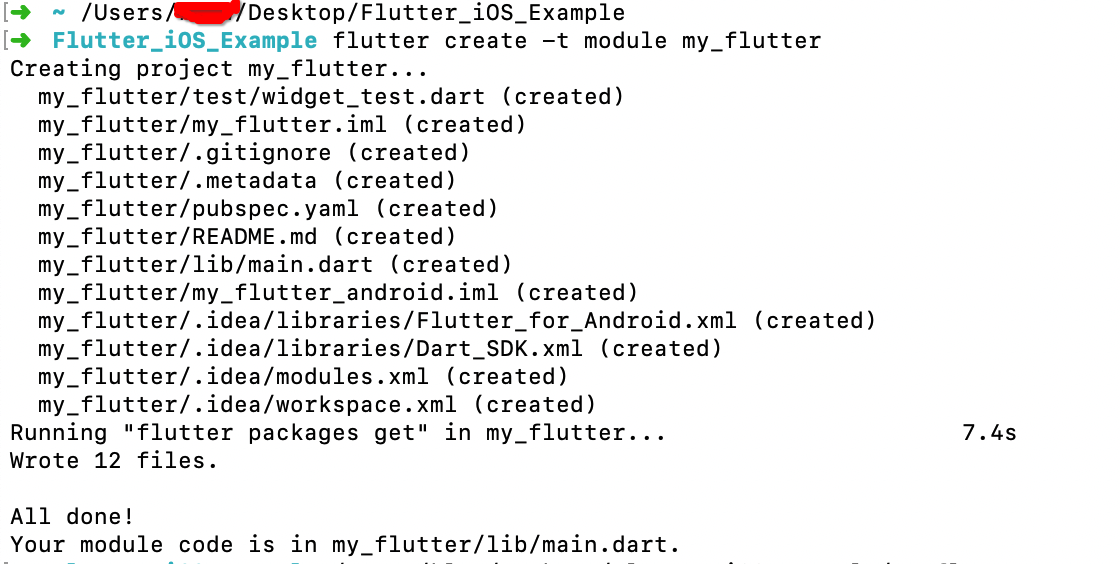 [➜ ~ /Users/ /Desktop/Flutter_iOS_Example
[➜ Flutter_iOS_Example flutter create -t module my_flutter
Creating project my_flutter...
my_flutter/test/widget_test.dart (created)
my_flutter/my_flutter.iml (created)
my_flutter/.gitignore (created)
my_flutter/.metadata (created)
my_flutter/pubspec.yaml (created)
my_flutter/README.md (created)
my_flutter/lib/main.dart (created)
my_flutter/my_flutter_android.iml (created)
my_flutter/.idea/libraries/Flutter_for_Android.xml (created)
my_flutter/.idea/libraries/Dart_SDK.xml (created)
my_flutter/.idea/modules.xml (created)
my_flutter/.idea/workspace.xml (created)
Running "flutter packages get" in my_flutter... 7.4s
Wrote 12 files.
All done!
Your module code is in my_flutter/lib/main.dart.